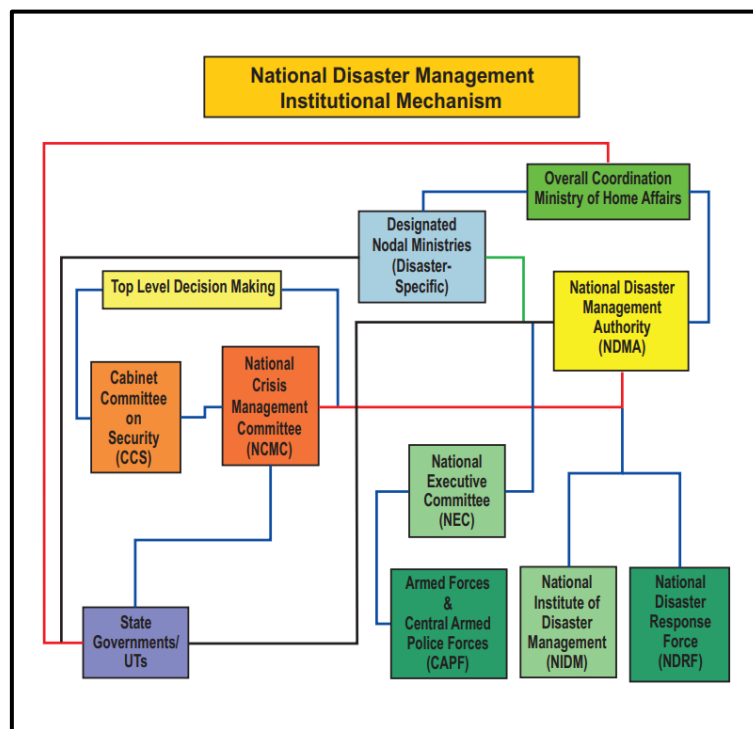 National Disaster Management
Institutional Mechanism
Overall Coordination
Ministry of Home Affairs
Designated
Nodal Ministries
(Disaster-
Specific)
Top Level Decision Making
National Disaster
Management
Authority
(NDMA)
Cabinet
Committee
on
Security
(CCS)
National
Crisis
Management
Committee
(NCMC)
National
Executive
Committee
(NEC)
State
Governments/
UTs
Armed Forces
&
Central Armed
Police Forces
(CAPF)
National
Institute of
Disaster
Management
(NIDM)
National
Disaster
Response
Force
(NDRF)